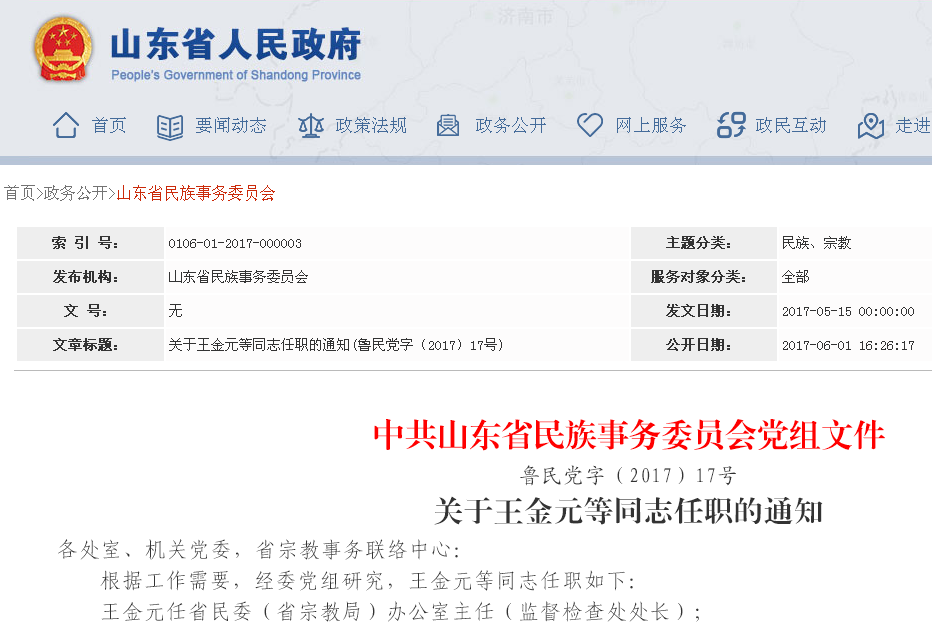 济南市
山东省人民政府
People's Government of Shandong Province
首页 要闻动态 政策法规 政务公开 网上服务 政民互动 走进
首页>政务公开>山东省民族事务委员会
索 引 号： 0106-01-2017-000003 主题分类： 民族、宗教
发布机构： 山东省民族事务委员会 服务对象分类： 全部
文 号： 无 发文日期： 2017-05-15 00:00:00
文章标题： 关于王金元等同志任职的通知(鲁民党字（2017）17号) 公开日期： 2017-06-01 16:26:17
中共山东省民族事务委员会党组文件
鲁民党字（2017）17号
关于王金元等同志任职的通知
各处室、机关党委，省宗教事务联络中心：
根据工作需要，经委党组研究，王金元等同志任职如下：
王金元任省民委（省宗教局）办公室主任（监督检查处处长）；